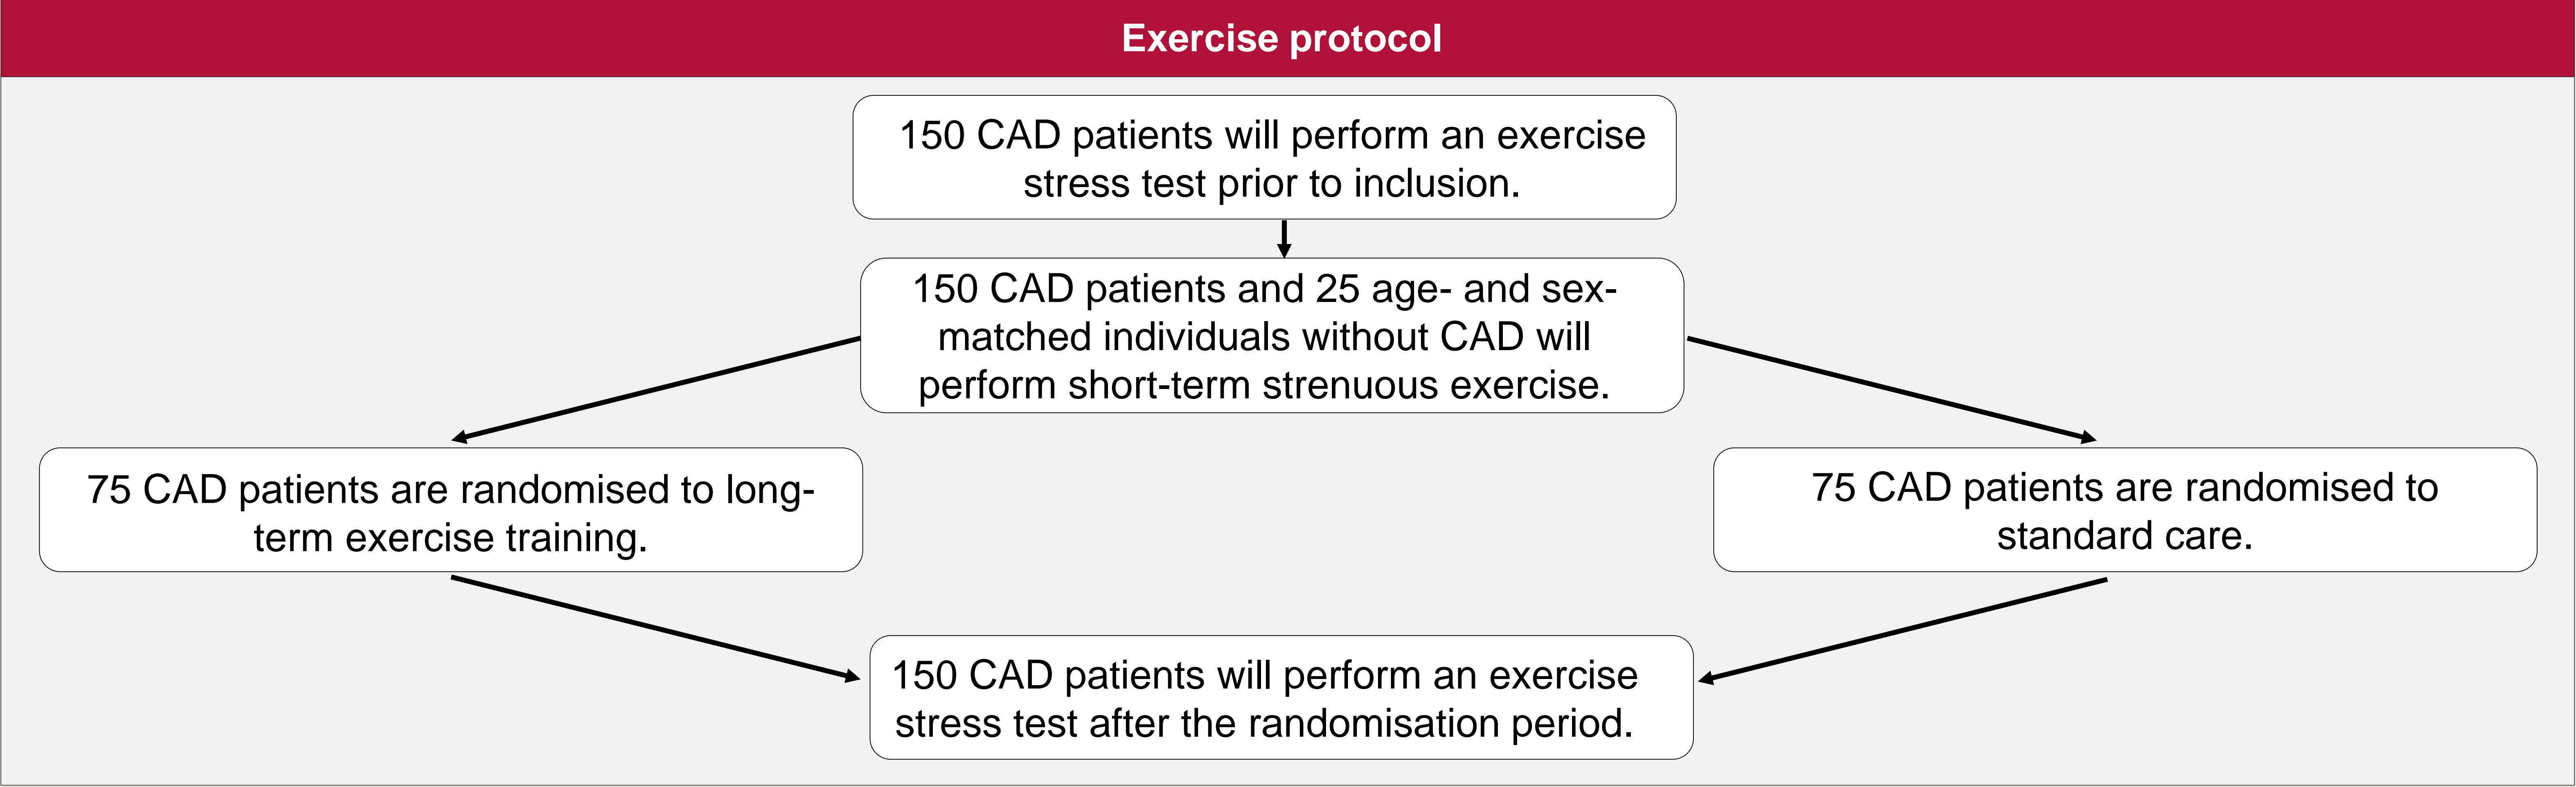 Exercise protocol
150 CAD patients will perform an exercise
stress test prior to inclusion.
150 CAD patients and 25 age- and sex-
matched individuals without CAD will
perform short-term strenuous exercise.
75 CAD patients are randomised to long-
term exercise training.
75 CAD patients are randomised to
standard care.
150 CAD patients will perform an exercise
stress test after the randomisation period.